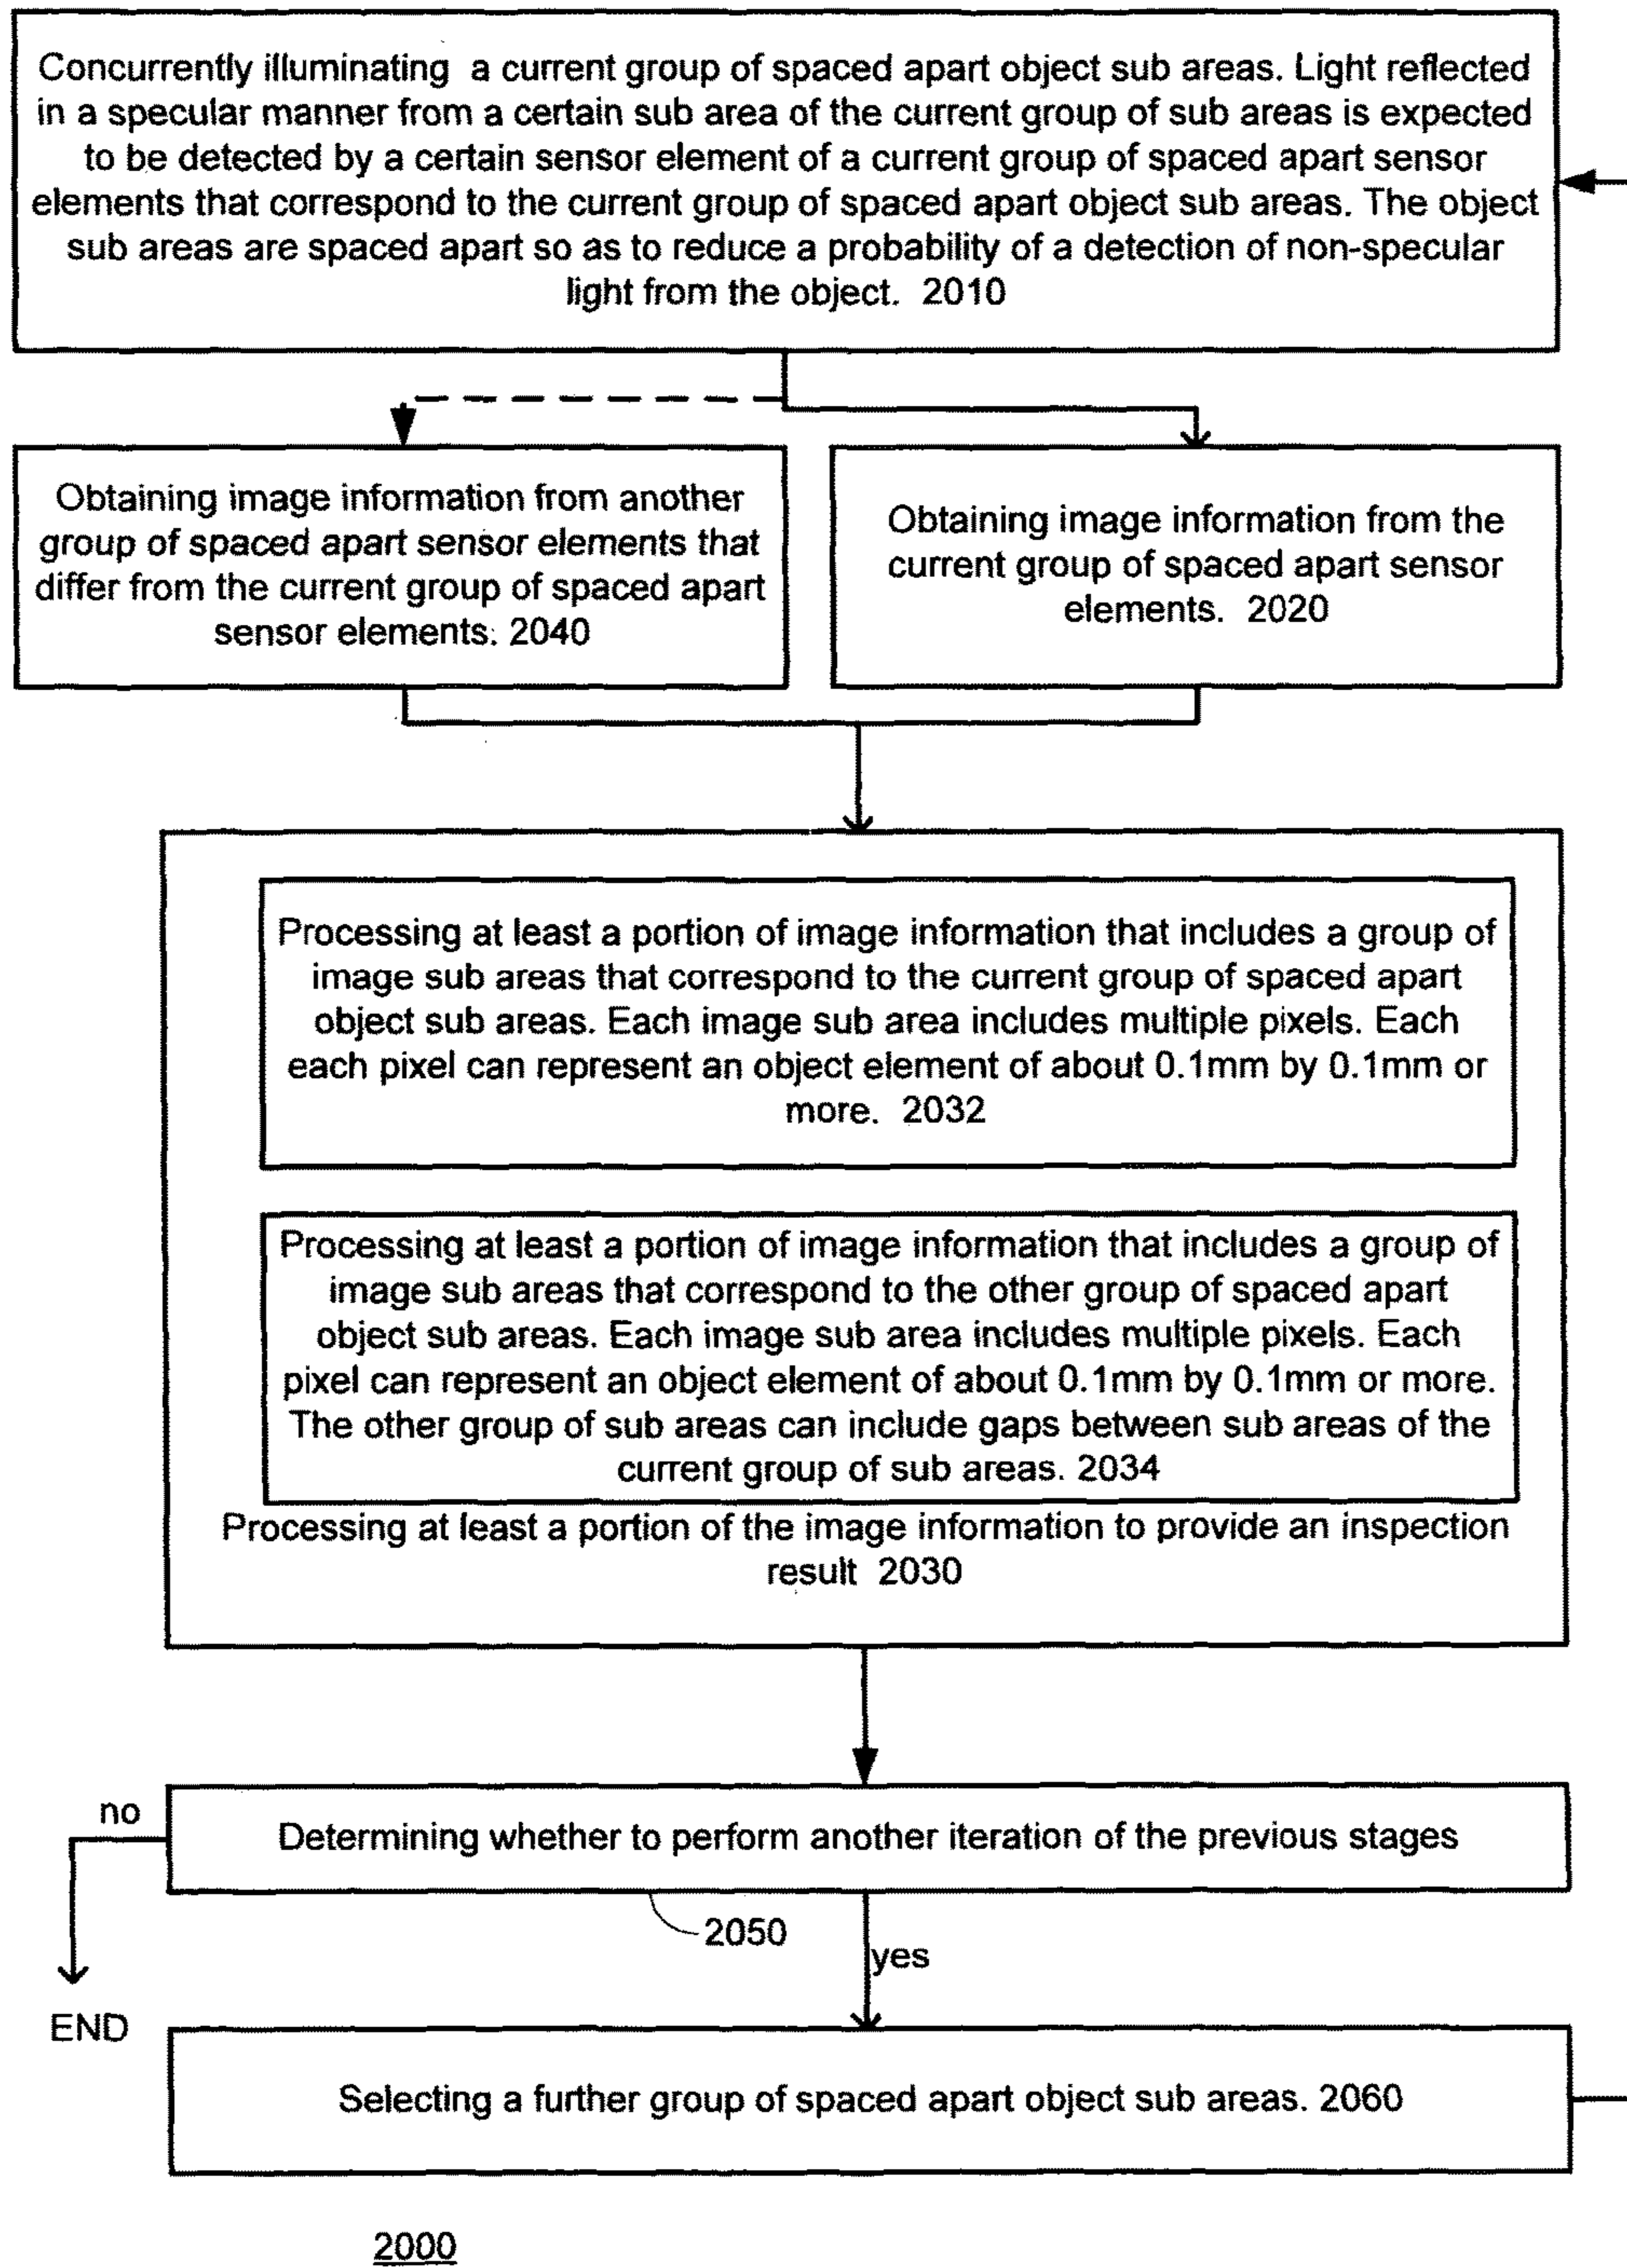 Concurrently illuminating a current group of spaced apart object sub areas. Light reflected
in a specular manner from a certain sub area of the current group of sub areas is expected
to be detected by a certain sensor element of a current group of spaced apart sensor
elements that correspond to the current group of spaced apart object sub areas. The object
sub areas are spaced apart so as to reduce a probability of a detection of non-specular
light from the object. 2010
Obtaining image information from another
group of spaced apart sensor elements that
differ from the current group of spaced apart
sensor elements. 2040
Obtaining image information from the
current group of spaced apart sensor
elements. 2020
Processing at least a portion of image information that includes a group of
image sub areas that correspond to the current group of spaced apart
object sub areas. Each image sub area includes multiple pixels. Each
each pixel can represent an object element of about 0.1mm by 0.1mm or
more. 2032
Processing at least a portion of image information that includes a group of
image sub areas that correspond to the other group of spaced apart
object sub areas. Each image sub area includes multiple pixels. Each
pixel can represent an object element of about 0.1mm by 0.1mm or more.
The other group of sub areas can include gaps between sub areas of the
current group of sub areas. 2034
Processing at least a portion of the image information to provide an inspection
result 2030
no
Determining whether to perform another iteration of the previous stages
2050
yes
END
Selecting a further group of spaced apart object sub areas. 2060
2000